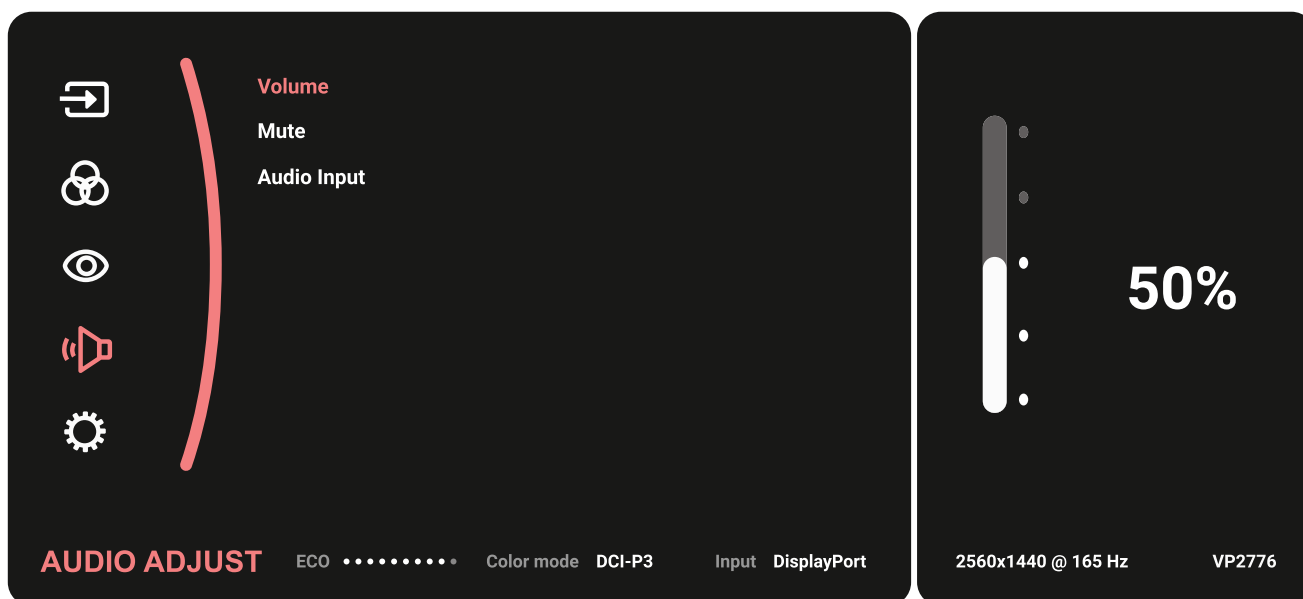 Volume
Mute
Audio Input
50%
AUDIO ADJUST ECO Color mode DCI-P3 Input DisplayPort 2560x1440 @ 165 Hz VP2776